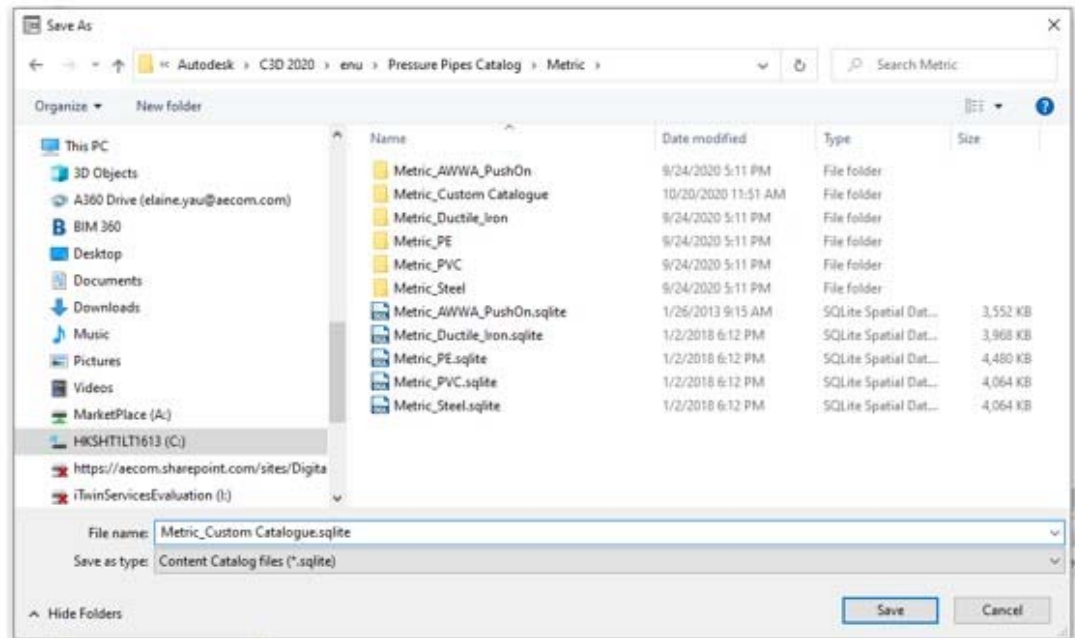 Save As
« Autodesk › C3D 2020 › enu › Pressure Pipes Catalog › Metric ›
Search Metric
Organize
New folder
Name
Date modified
Type
Size
This PC
3D Objects
A360 Drive (elaine.yau@aecom.com)
BIM 360
Desktop
Documents
Downloads
Music
Pictures
Videos
MarketPlace (A:)
HKSHT1LT1613 (C:)
https://aecom.sharepoint.com/sites/Digita
iTwinServicesEvaluation (I:)
Metric_AWWA_PushOn 9/24/2020 5:11 PM File folder
Metric_Custom Catalogue 10/20/2020 11:51 AM File folder
Metric_Ductile_Iron 9/24/2020 5:11 PM File folder
Metric_PE 9/24/2020 5:11 PM File folder
Metric_PVC 9/24/2020 5:11 PM File folder
Metric_Steel 9/24/2020 5:11 PM File folder
Metric_AWWA_PushOn.sqlite 1/26/2013 9:15 AM SQLite Spatial Dat... 3,552 KB
Metric_Ductile_Iron.sqlite 1/2/2018 6:12 PM SQLite Spatial Dat... 3,968 KB
Metric_PE.sqlite 1/2/2018 6:12 PM SQLite Spatial Dat... 4,480 KB
Metric_PVC.sqlite 1/2/2018 6:12 PM SQLite Spatial Dat... 4,064 KB
Metric_Steel.sqlite 1/2/2018 6:12 PM SQLite Spatial Dat... 4,064 KB
File name: Metric_Custom Catalogue.sqlite
Save as type: Content Catalog files (*.sqlite)
Hide Folders
Save
Cancel